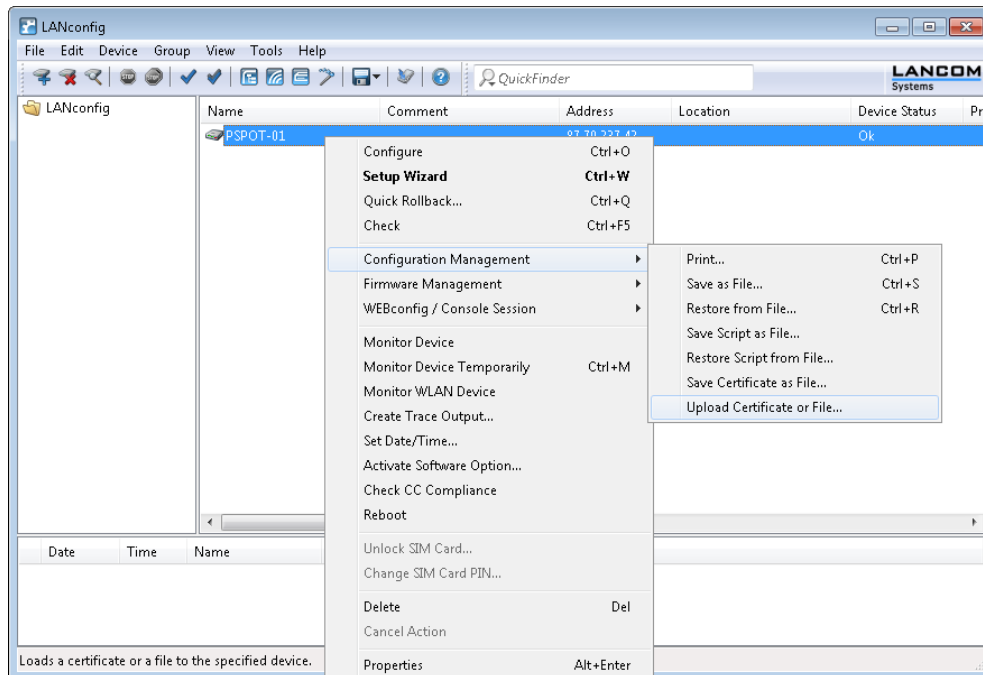 LANconfig
File Edit Device Group View Tools Help
QuickFinder
LANCOM
Systems
LANconfig
Name Comment Address Location Device Status Pr
PSPOT-01 Ok
Configure Ctrl+O
Setup Wizard Ctrl+W
Quick Rollback... Ctrl+Q
Check Ctrl+F5
Configuration Management
Firmware Management
WEBconfig / Console Session
Monitor Device
Monitor Device Temporarily Ctrl+M
Monitor WLAN Device
Create Trace Output...
Set Date/Time...
Activate Software Option...
Check CC Compliance
Reboot
Unlock SIM Card...
Change SIM Card PIN...
Delete Del
Cancel Action
Properties Alt+Enter
Print... Ctrl+P
Save as File... Ctrl+S
Restore from File... Ctrl+R
Save Script as File...
Restore Script from File...
Save Certificate as File...
Upload Certificate or File...
Date Time Name
Loads a certificate or a file to the specified device.